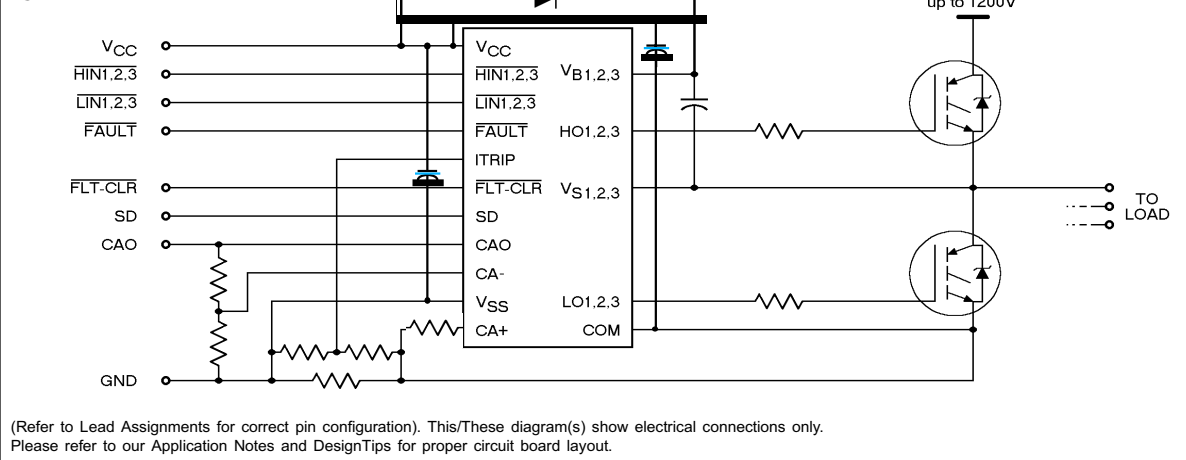 up to 1200V
VCC
HIN1,2,3
LIN1,2,3
FAULT
FLT-CLR
SD
CAO
GND
VCC
HIN1,2,3
LIN1,2,3
FAULT
ITRIP
FLT-CLR
SD
CAO
CA-
VSS
CA+
VB1,2,3
HO1,2,3
VS1,2,3
LO1,2,3
COM
TO
LOAD
(Refer to Lead Assignments for correct pin configuration). This/These diagram(s) show electrical connections only.
Please refer to our Application Notes and DesignTips for proper circuit board layout.